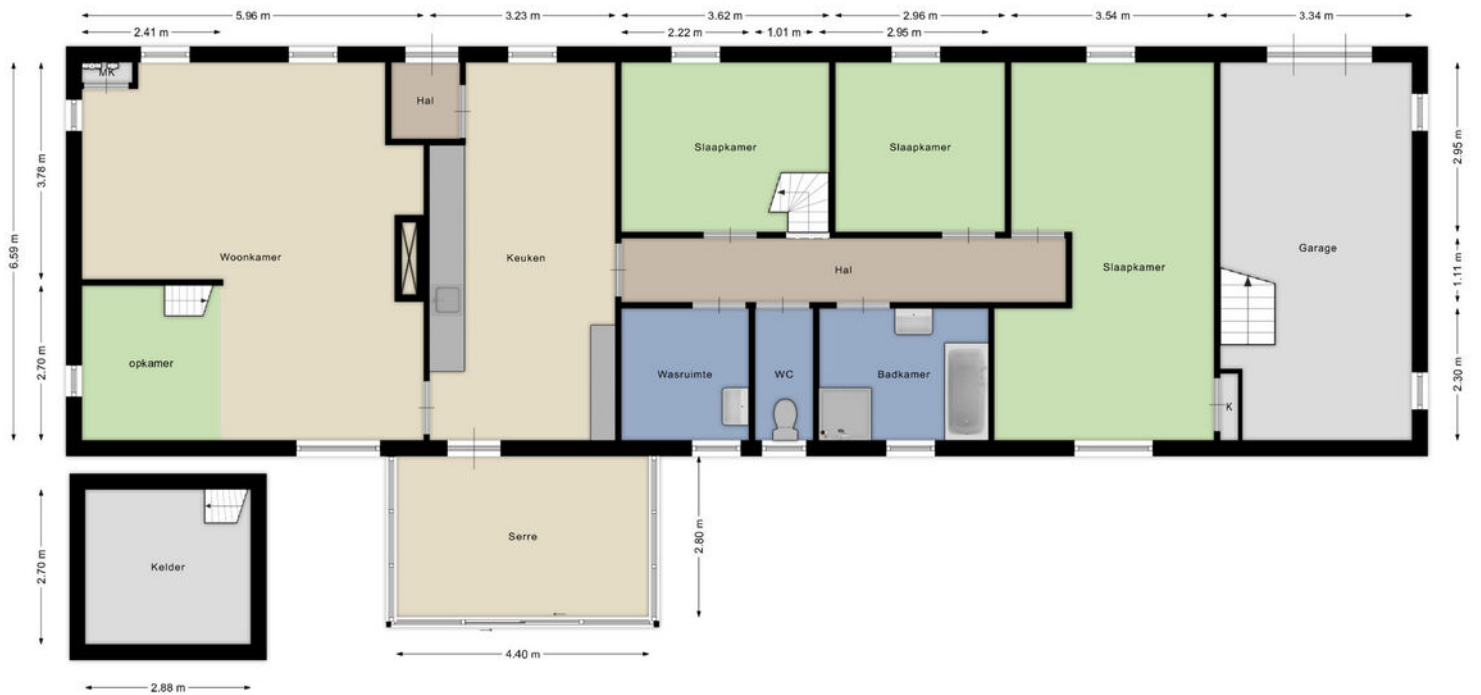 5.96 m
3.23 m
3.62 m
2.96 m
3.54 m
3.34 m
2.41 m
2.22 m
1.01 m
2.95 m
MK
Hal
Slaapkamer
Slaapkamer
Woonkamer
Keuken
Hal
Slaapkamer
Garage
opkamer
Wasruimte
WC
Badkamer
K
6.59 m
3.78 m
2.70 m
2.95 m
1.11 m
2.30 m
Serre
2.80 m
4.40 m
Kelder
2.70 m
2.88 m